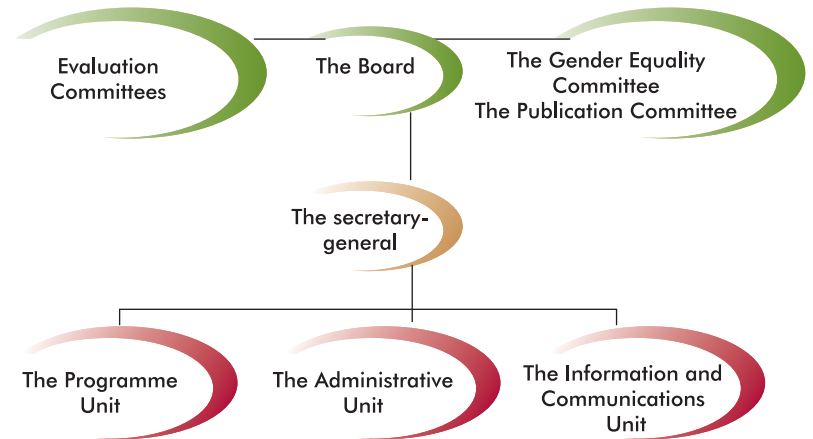 Evaluation
Committees
The Board
The Gender Equality
Committee
The Publication Committee
The secretary-
general
The Programme
Unit
The Administrative
Unit
The Information and
Communications
Unit